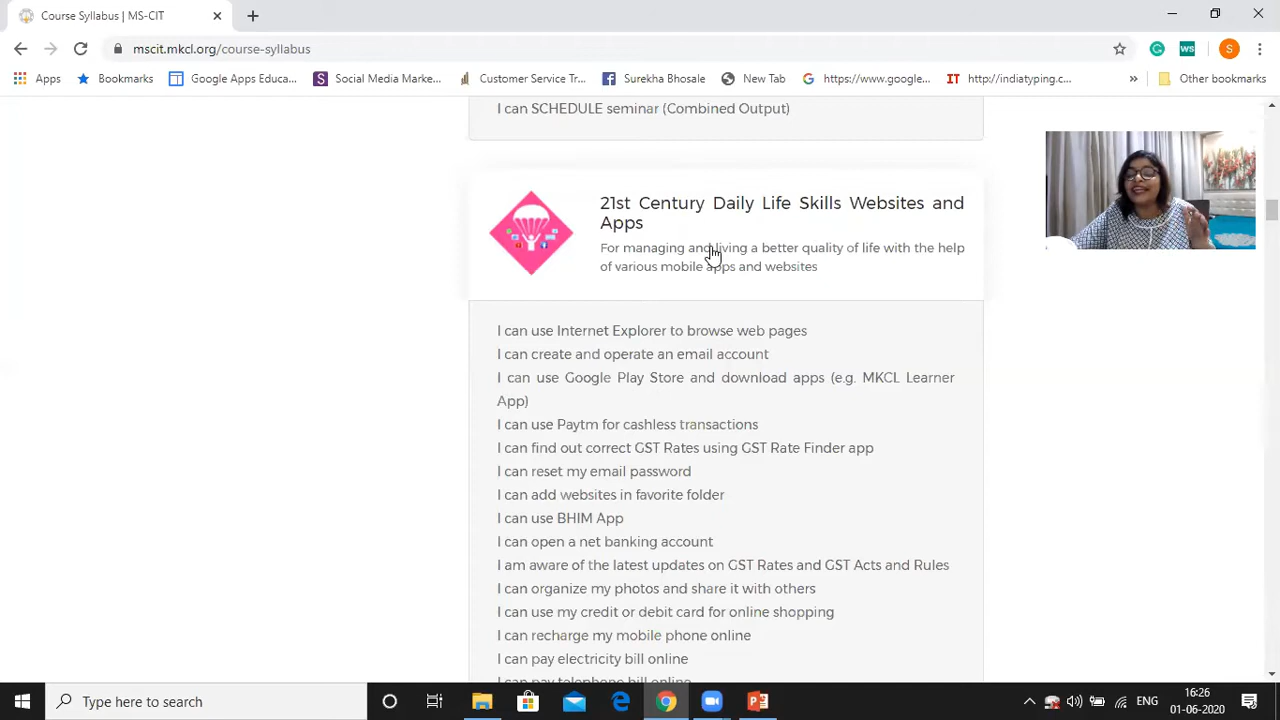 Course Syllabus | MS-CIT
mscit.mkcl.org/course-syllabus
S
Apps
Bookmarks
Google Apps Educa...
Social Media Marke...
Customer Service Tr...
Surekha Bhosale
New Tab
https://www.google...
http://indiatyping.c...
»
Other bookmarks
I can SCHEDULE seminar (Combined Output)
21st Century Daily Life Skills Websites and
Apps
For managing and living a better quality of life with the help
of various mobile apps and websites
I can use Internet Explorer to browse web pages
I can create and operate an email account
I can use Google Play Store and download apps (e.g. MKCL Learner
App)
I can use Paytm for cashless transactions
I can find out correct GST Rates using GST Rate Finder app
I can reset my email password
I can add websites in favorite folder
I can use BHIM App
I can open a net banking account
I am aware of the latest updates on GST Rates and GST Acts and Rules
I can organize my photos and share it with others
I can use my credit or debit card for online shopping
I can recharge my mobile phone online
I can pay electricity bill online
I can pay telephone bill online
Type here to search
ENG
16:26
01-06-2020